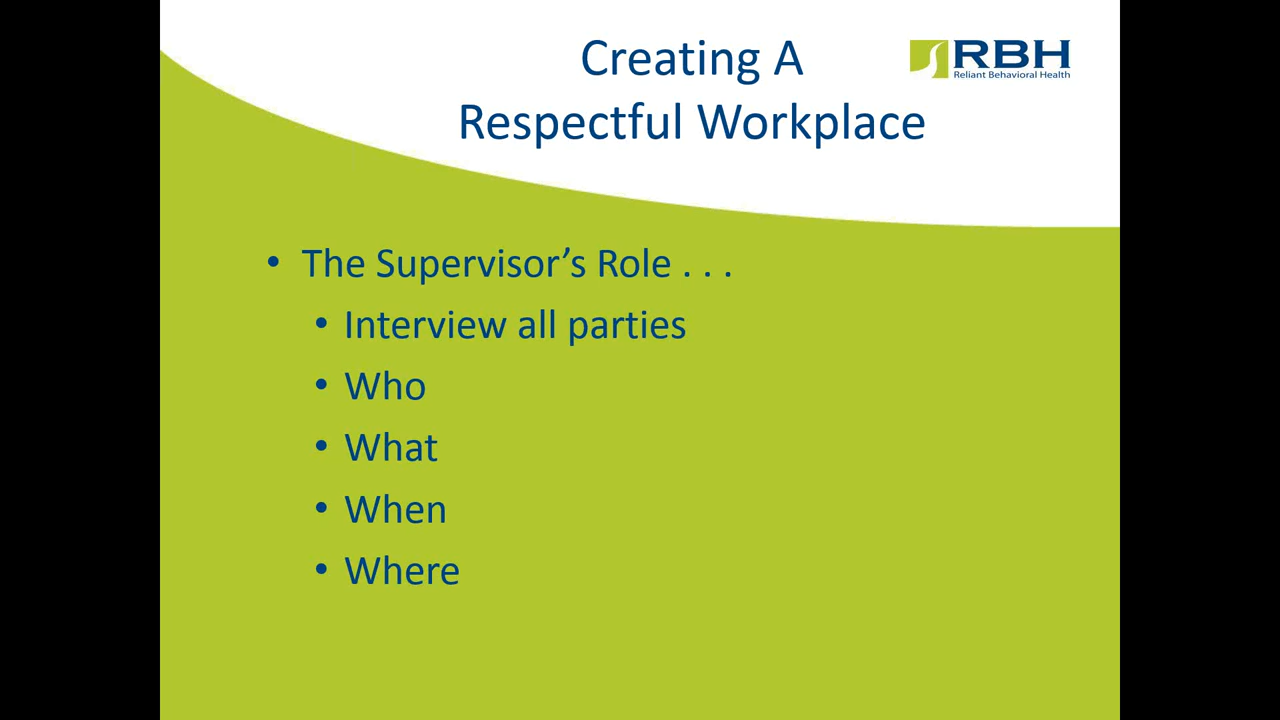 Creating A
Respectful Workplace
RBH
Reliant Behavioral Health
• The Supervisor’s Role . . .
• Interview all parties
• Who
• What
• When
• Where